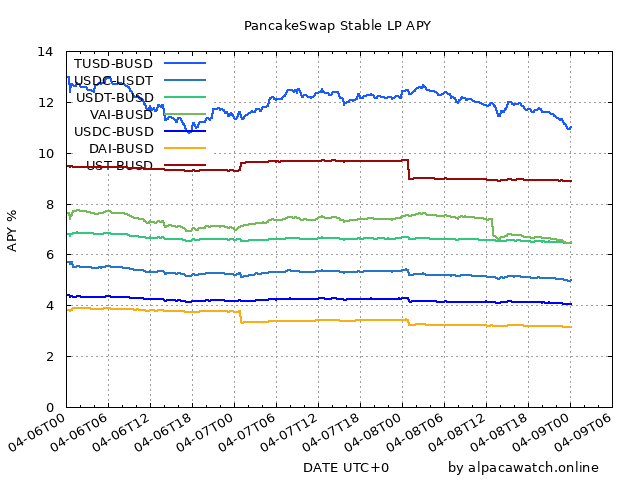 PancakeSwap Stable LP APY
14
12
10
8
6
4
2
0
APY %
TUSD-BUSD
USDC-USDT
USDT-BUSD
VAI-BUSD
USDC-BUSD
DAI-BUSD
UST-BUSD
04-06T00
04-06T06
04-06T12
04-06T18
04-07T00
04-07T06
04-07T12
04-07T18
04-08T00
04-08T06
04-08T12
04-08T18
04-09T00
04-09T06
DATE UTC+0
by alpacawatch.online